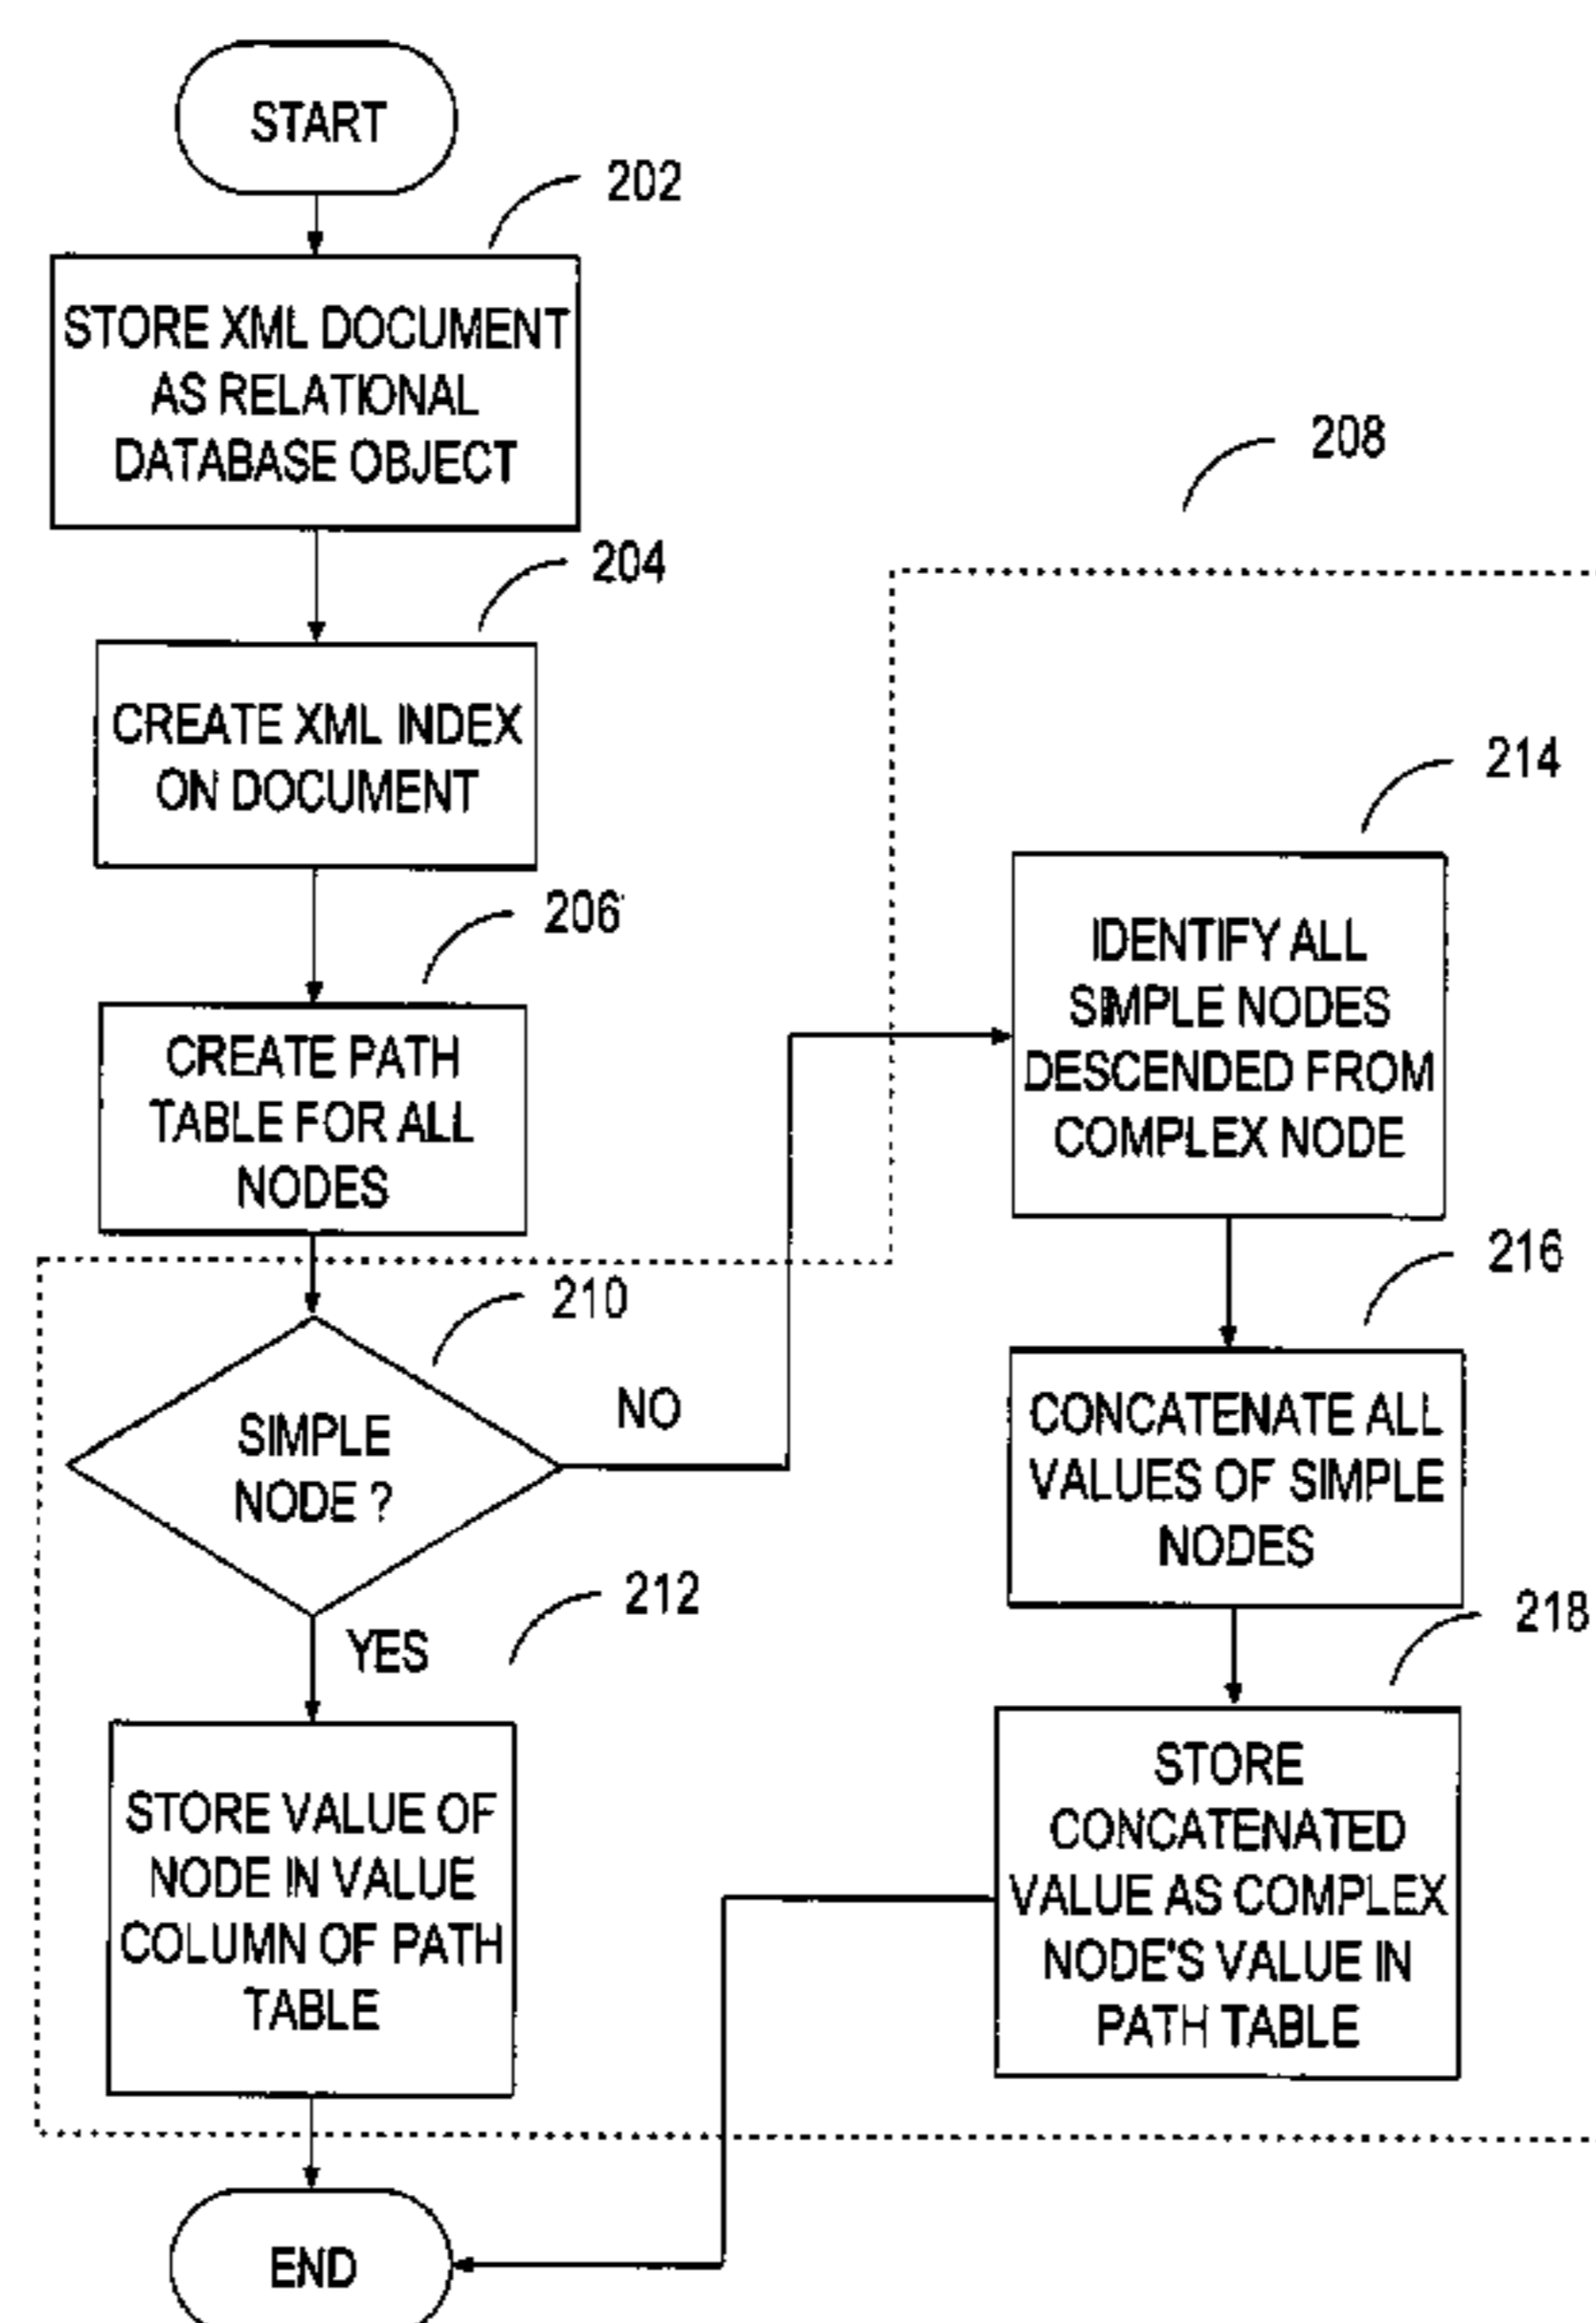 START
202
STORE XML DOCUMENT
AS RELATIONAL
DATABASE OBJECT
204
CREATE XML INDEX
ON DOCUMENT
206
CREATE PATH
TABLE FOR ALL
NODES
210
SIMPLE
NODE ?
NO
YES
212
STORE VALUE OF
NODE IN VALUE
COLUMN OF PATH
TABLE
END
208
214
IDENTIFY ALL
SIMPLE NODES
DESCENDED FROM
COMPLEX NODE
216
CONCATENATE ALL
VALUES OF SIMPLE
NODES
218
STORE
CONCATENATED
VALUE AS COMPLEX
NODE'S VALUE IN
PATH TABLE